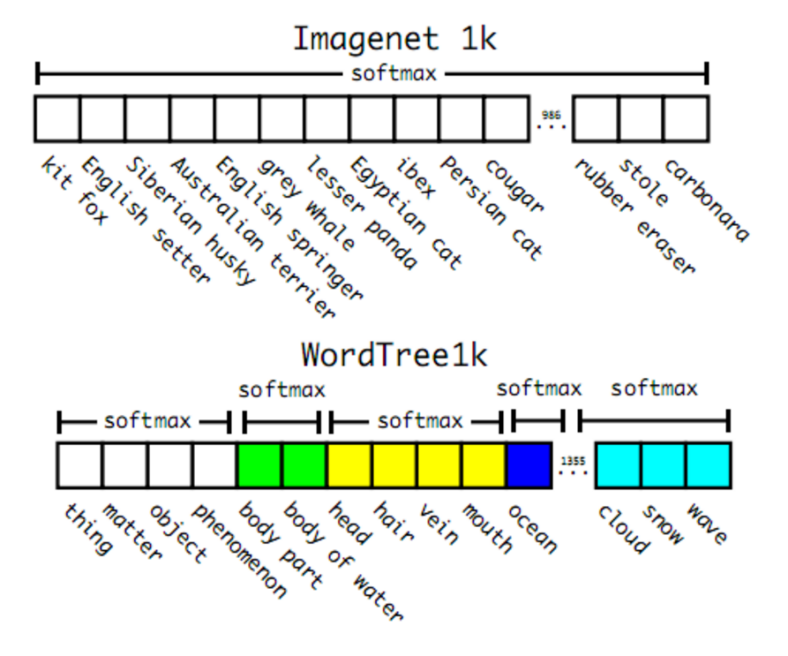 Imagenet 1k
softmax
986
...
kit fox
English setter
Siberian husky
Australian terrier
English springer
grey whale
lesser panda
Egyptian cat
ibex
Persian cat
cougar
rubber eraser
stole
carbonara
WordTree1k
softmax
softmax
softmax
softmax
softmax
1355
...
thing
matter
object
phenomenon
body part
body of water
head
hair
vein
mouth
ocean
cloud
snow
wave